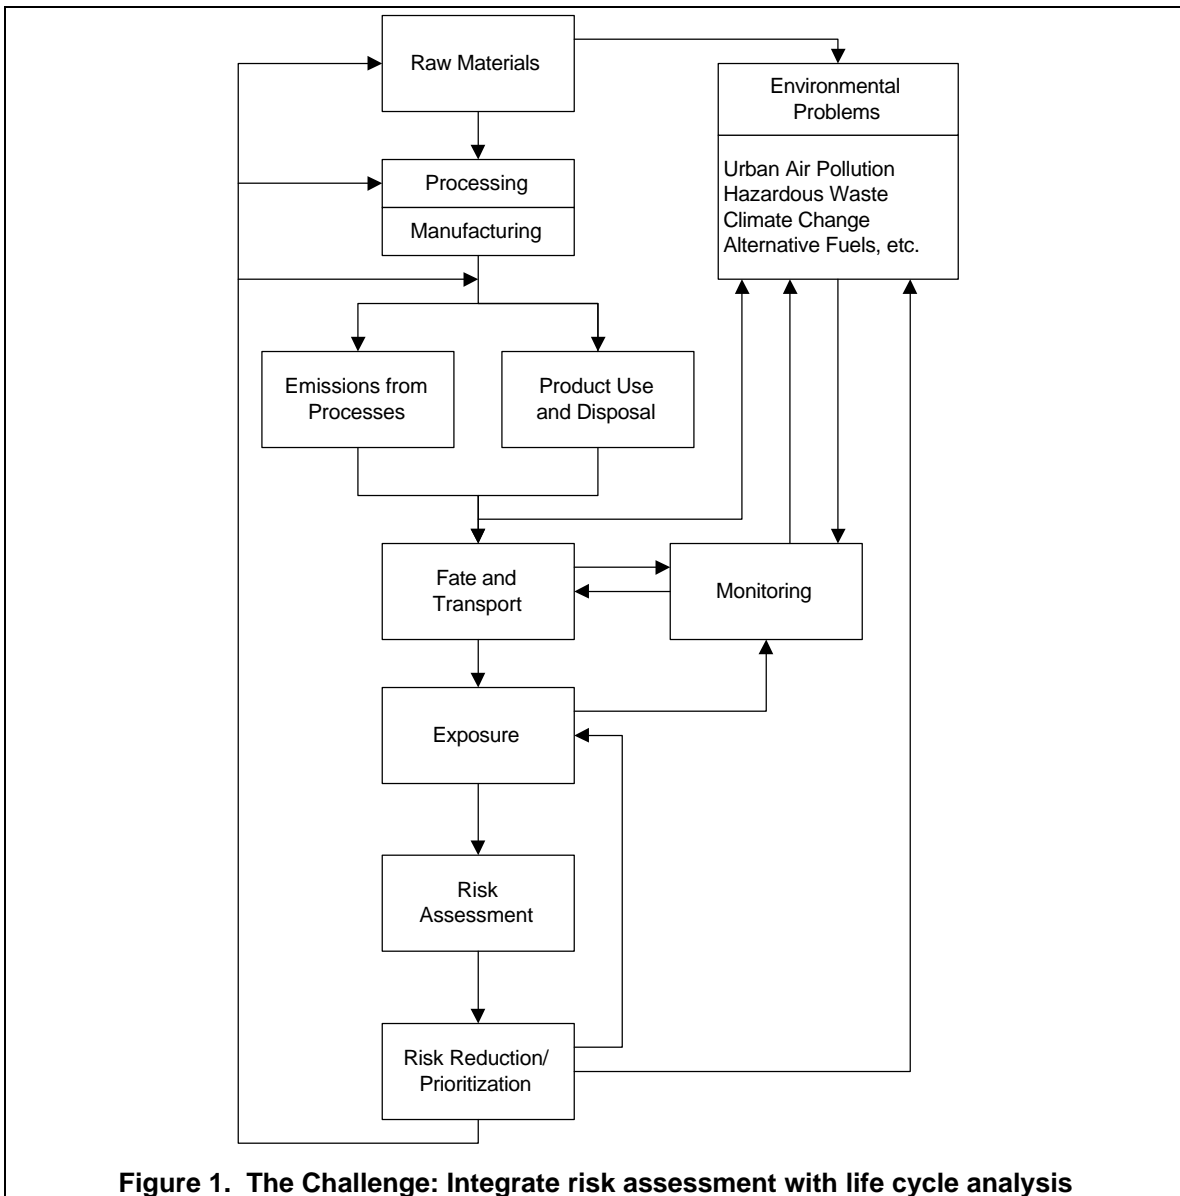 Raw Materials
Environmental
Problems
Urban Air Pollution
Hazardous Waste
Climate Change
Alternative Fuels, etc.
Processing
Manufacturing
Emissions from
Processes
Product Use
and Disposal
Fate and
Transport
Monitoring
Exposure
Risk
Assessment
Risk Reduction/
Prioritization
Figure 1.  The Challenge: Integrate risk assessment with life cycle analysis